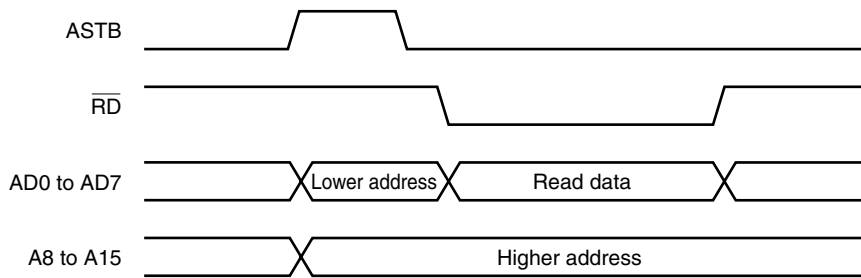 ASTB
RD
AD0 to AD7
Lower address
Read data
A8 to A15
Higher address